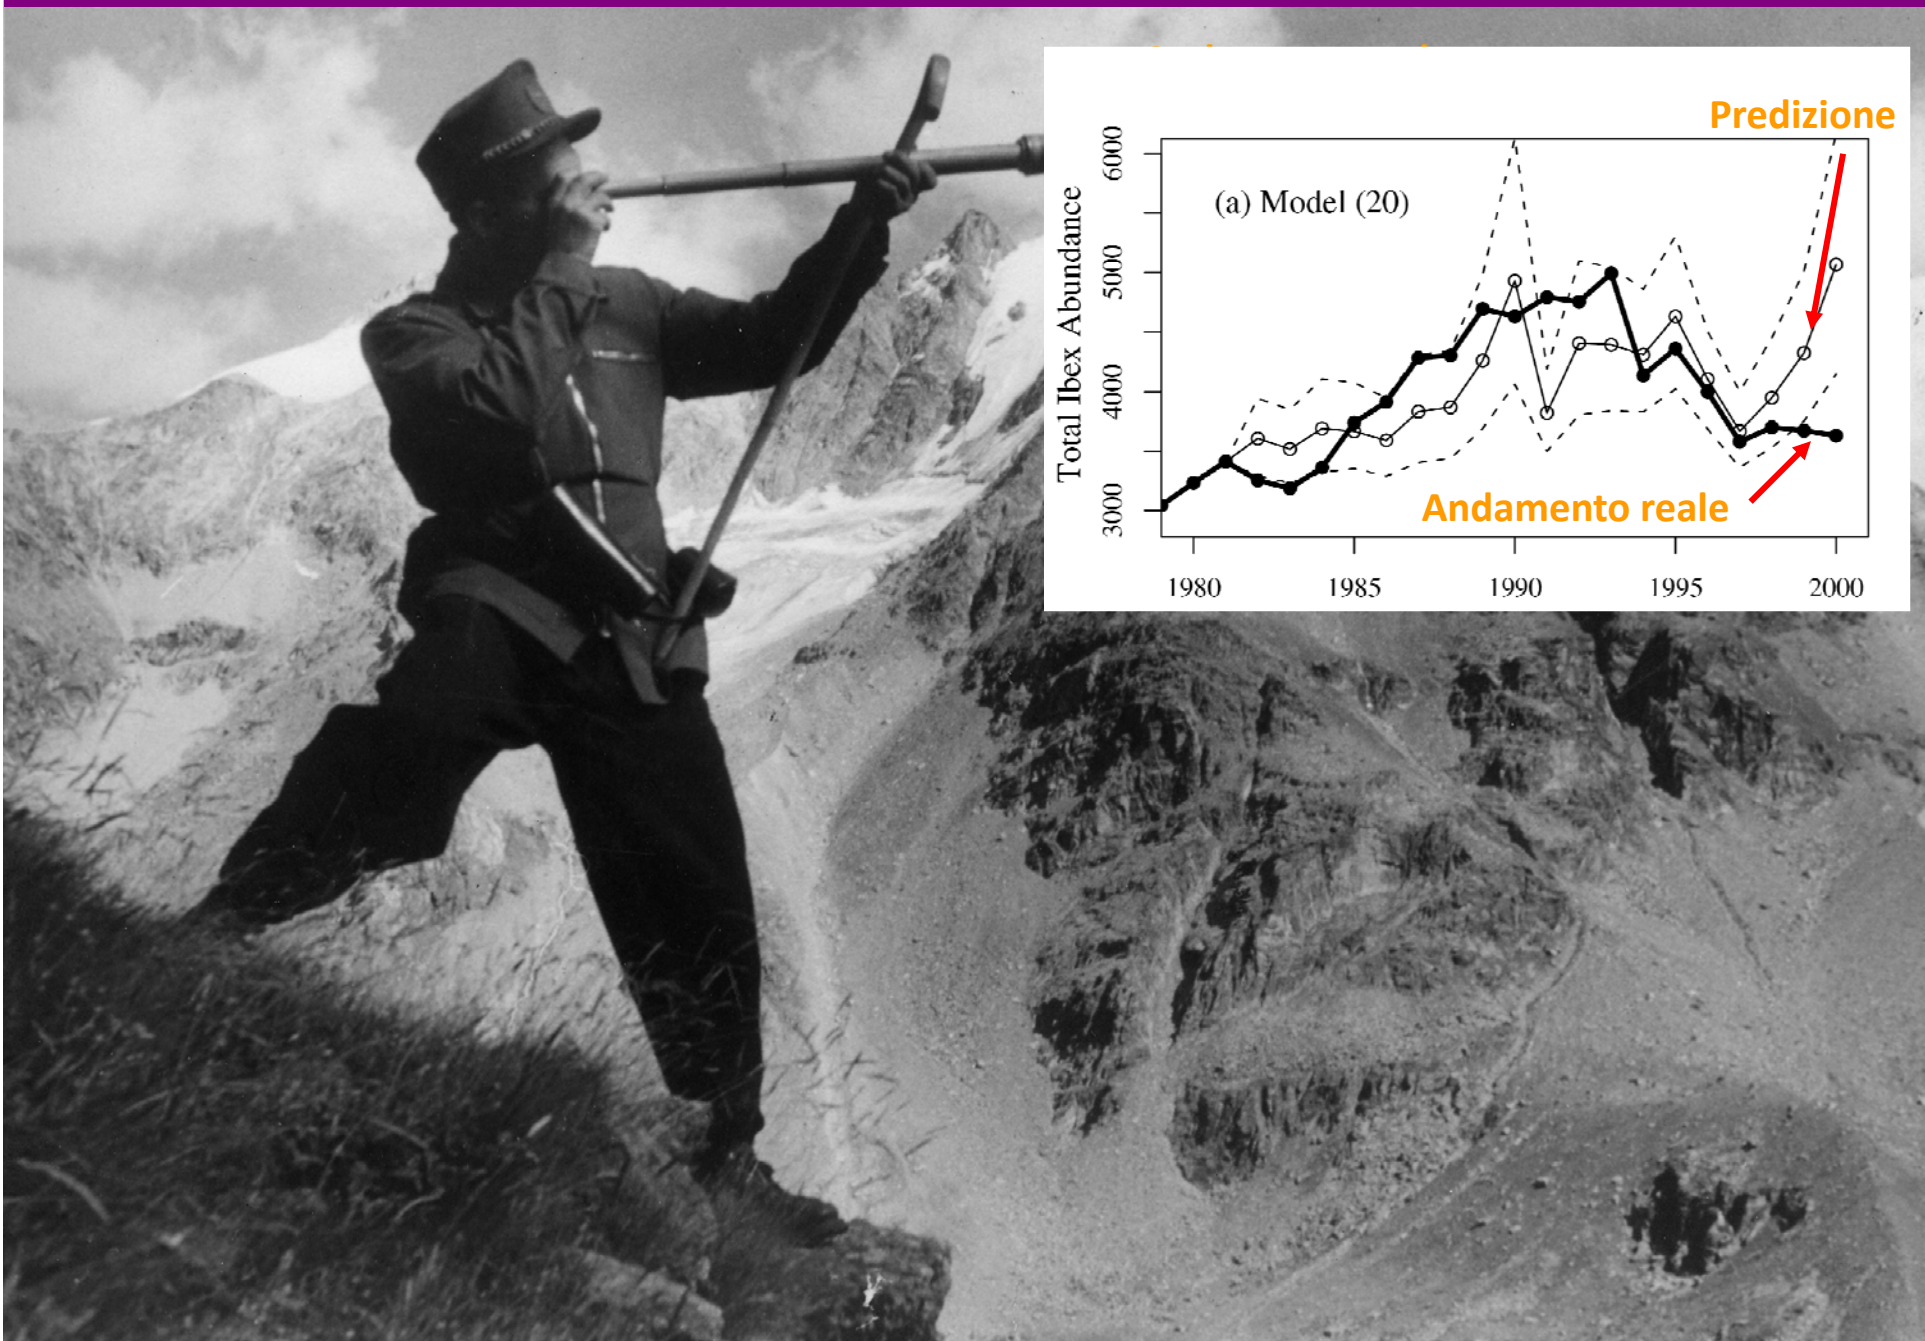 Predizione
(a) Model (20)
Total Ibex Abundance
6000
5000
4000
3000
Andamento reale
1980 1985 1990 1995 2000